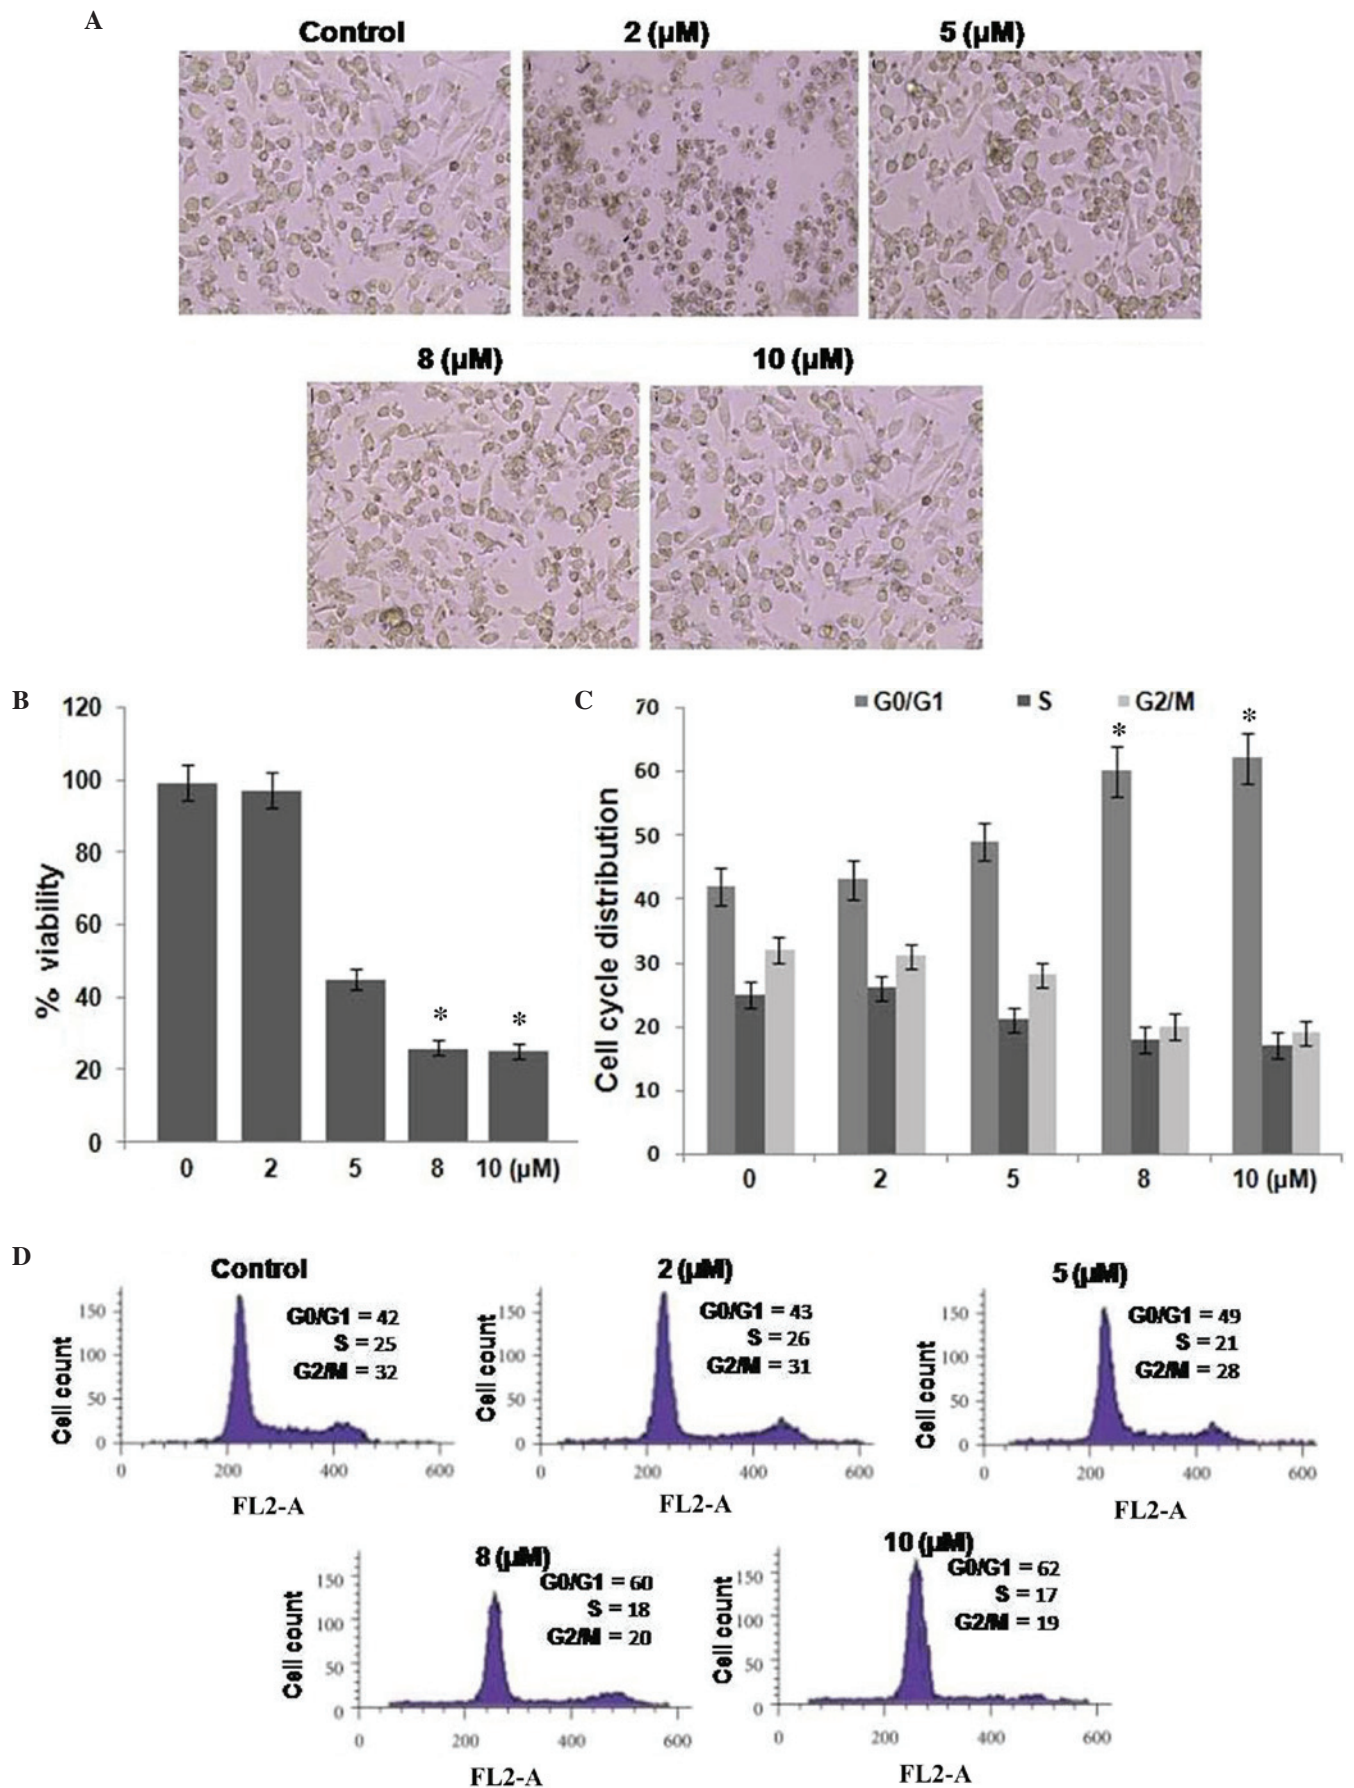 A
Control
2 (µM)
5 (µM)
8 (µM)
10 (µM)
B
120
100
80
60
40
20
0
% viability
*
*
0 2 5 8 10 (µM)
C
70
60
50
40
30
20
10
0
Cell cycle distribution
G0/G1 S G2/M
*
*
0 2 5 8 10 (µM)
D
Control
G0/G1 = 42
S = 25
G2/M = 32
150
100
50
0
Cell count
0 200 400 600
FL2-A
2 (µM)
G0/G1 = 43
S = 26
G2/M = 31
150
100
50
0
Cell count
0 200 400 600
FL2-A
5 (µM)
G0/G1 = 49
S = 21
G2/M = 28
150
100
50
0
Cell count
0 200 400 600
FL2-A
8 (µM)
G0/G1 = 60
S = 18
G2/M = 20
150
100
50
0
Cell count
0 200 400 600
FL2-A
10 (µM)
G0/G1 = 62
S = 17
G2/M = 19
150
100
50
0
Cell count
0 200 400 600
FL2-A